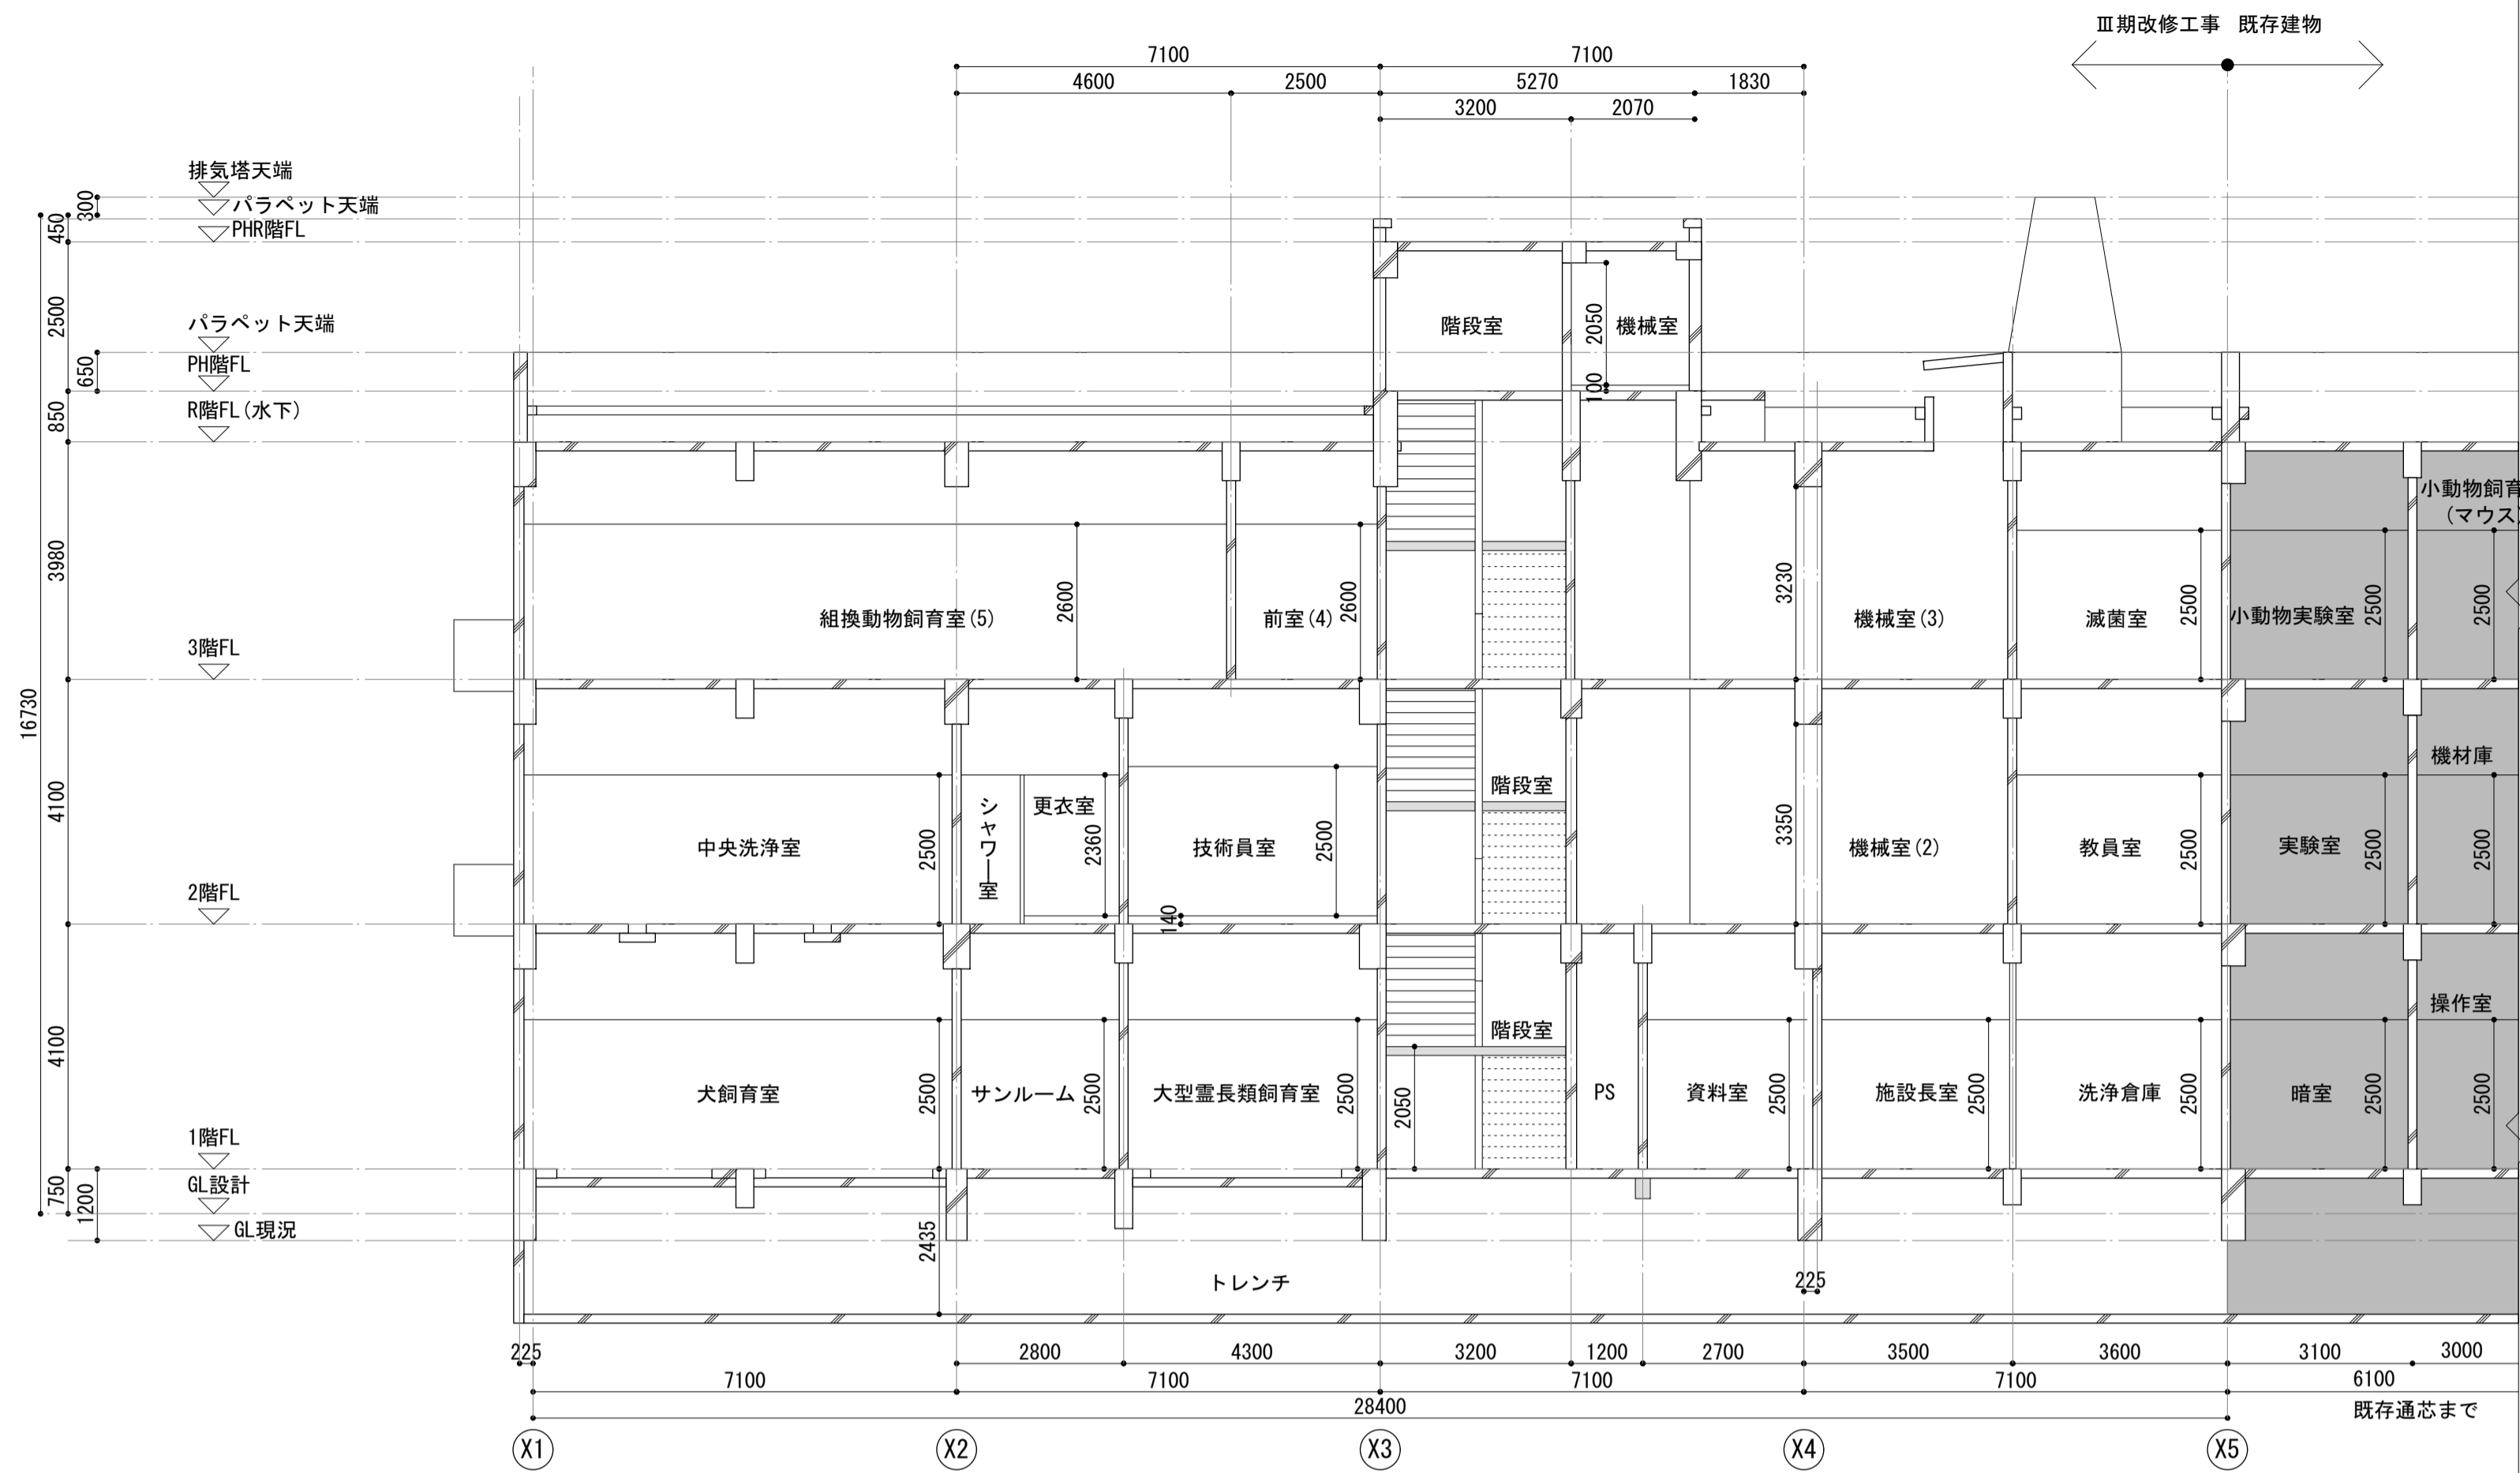 Ⅲ期改修工事 既存建物
7100 7100
4600 2500 5270 1830
3200 2070
排気塔天端
300
パラペット天端
450
PHR階FL
2500
階段室 2050 機械室
パラペット天端
650
PH階FL
100
850
R階FL(水下)
3980
小動物飼育
(マウス
組換動物飼育室(5) 2600 前室(4) 2600 3230 機械室(3) 滅菌室 2500 小動物実験室 2500 2500
3階FL
16730
4100
機材庫
階段室
シャワー室 更衣室
中央洗浄室 2500 2360 技術員室 2500 3350 機械室(2) 教員室 2500 実験室 2500 2500
2階FL
140
4100
操作室
階段室
犬飼育室 2500 サンルーム 2500 大型霊長類飼育室 2500 2050 PS 資料室 2500 施設長室 2500 洗浄倉庫 2500 暗室 2500 2500
1階FL
750 1200
GL設計
GL現況
2435
トレンチ
225
225 2800 4300 3200 1200 2700 3500 3600 3100 3000
7100 7100 7100 7100 6100
28400 既存通芯まで
X1 X2 X3 X4 X5